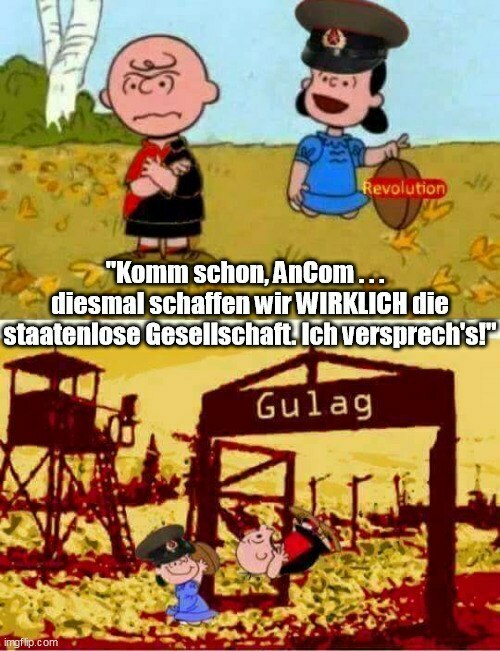 Revolution
"Komm schon, AnCom . . .
diesmal schaffen wir WIRKLICH die
staatenlose Gesellschaft. Ich versprech's!"
Gulag
imgflip.com